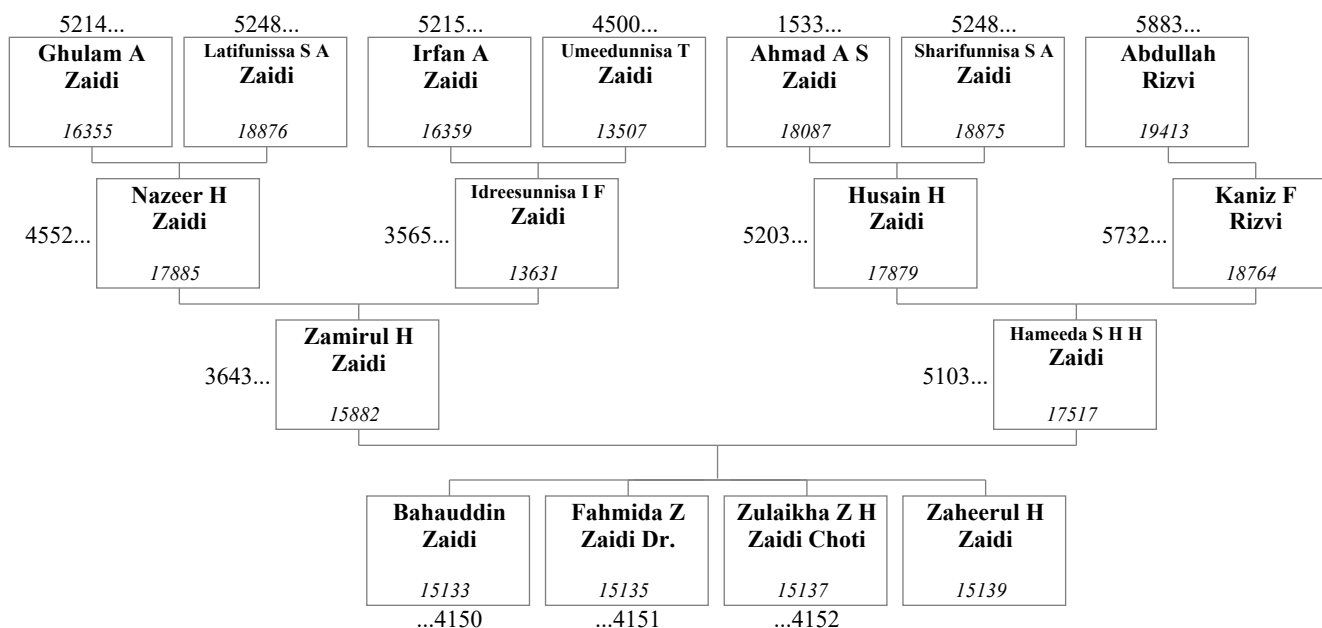 5214...
5248...
5215...
4500...
1533...
5248...
5883...
Ghulam A
Zaidi
16355
Latifunissa S A
Zaidi
18876
Irfan A
Zaidi
16359
Umeedunnisa T
Zaidi
13507
Ahmad A S
Zaidi
18087
Sharifunnisa S A
Zaidi
18875
Abdullah
Rizvi
19413
4552...
Nazeer H
Zaidi
17885
3565...
Idreesunnisa I F
Zaidi
13631
5203...
Husain H
Zaidi
17879
5732...
Kaniz F
Rizvi
18764
3643...
Zamirul H
Zaidi
15882
5103...
Hameeda S H H
Zaidi
17517
Bahauddin
Zaidi
15133
...4150
Fahmida Z
Zaidi Dr.
15135
...4151
Zulaikha Z H
Zaidi Choti
15137
...4152
Zaheerul H
Zaidi
15139